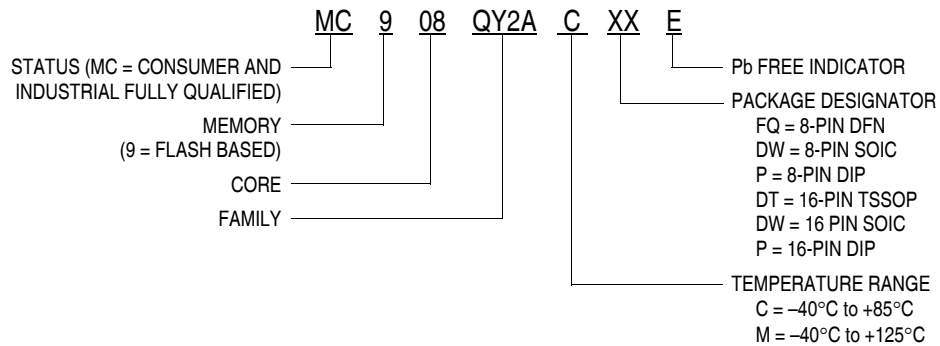 MC 9 08 QY2A C XX E
STATUS (MC = CONSUMER AND
INDUSTRIAL FULLY QUALIFIED)
MEMORY
(9 = FLASH BASED)
CORE
FAMILY
Pb FREE INDICATOR
PACKAGE DESIGNATOR
FQ = 8-PIN DFN
DW = 8-PIN SOIC
P = 8-PIN DIP
DT = 16-PIN TSSOP
DW = 16 PIN SOIC
P = 16-PIN DIP
TEMPERATURE RANGE
C = –40°C to +85°C
M = –40°C to +125°C